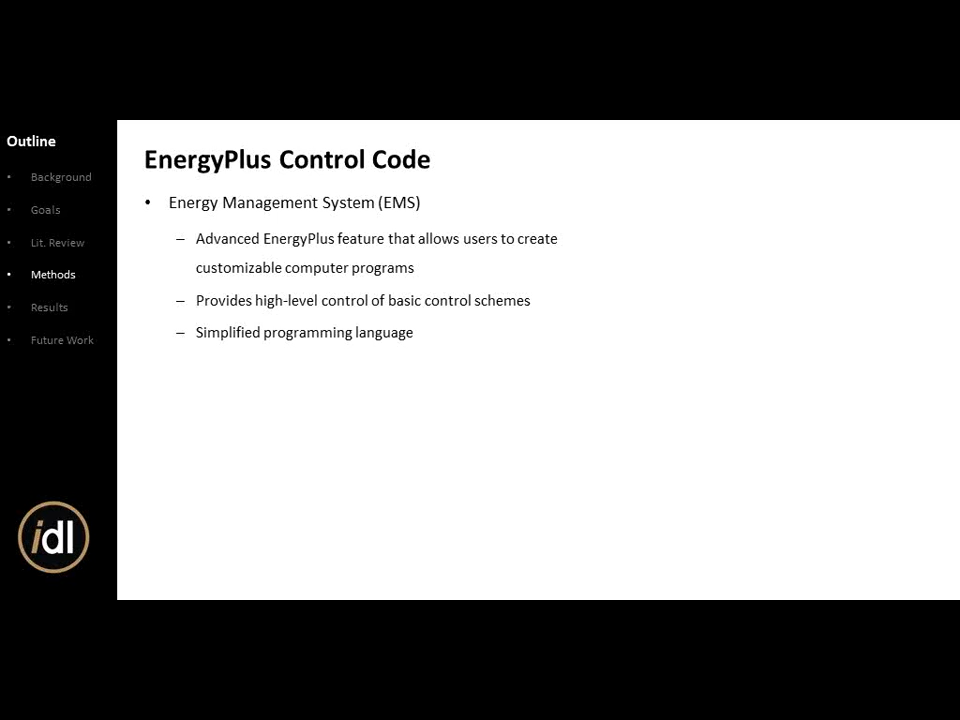 Outline
• Background
• Goals
• Lit. Review
• Methods
• Results
• Future Work
idl
EnergyPlus Control Code
• Energy Management System (EMS)
– Advanced EnergyPlus feature that allows users to create
customizable computer programs
– Provides high-level control of basic control schemes
– Simplified programming language